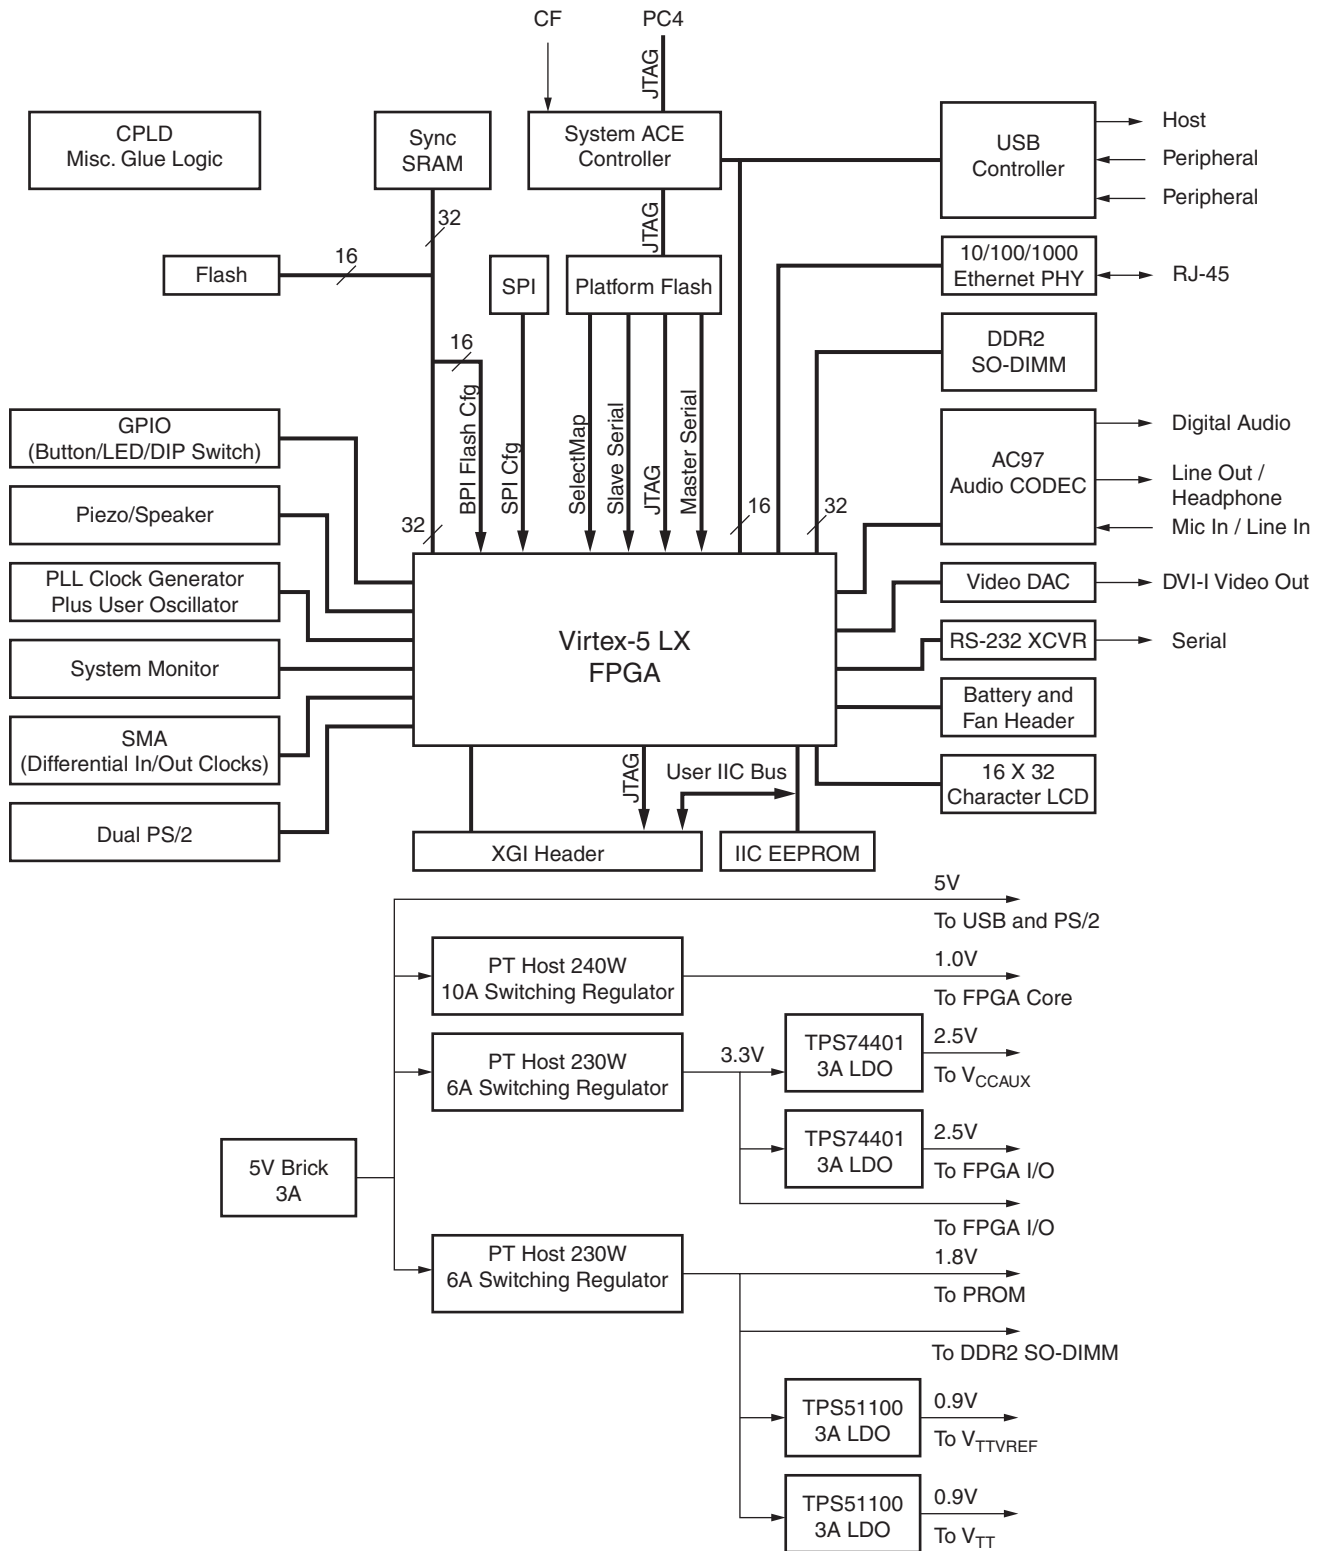 CF
PC4
JTAG
CPLD
Misc. Glue Logic
Sync
SRAM
System ACE
Controller
USB
Controller
Host
Peripheral
Peripheral
32
JTAG
16
Flash
SPI
Platform Flash
10/100/1000
Ethernet PHY
RJ-45
DDR2
SO-DIMM
16
BPI Flash Cfg
SPI Cfg
SelectMap
Slave Serial
JTAG
Master Serial
32
16
32
GPIO
(Button/LED/DIP Switch)
Piezo/Speaker
PLL Clock Generator
Plus User Oscillator
System Monitor
SMA
(Differential In/Out Clocks)
Dual PS/2
Virtex-5 LX
FPGA
AC97
Audio CODEC
Digital Audio
Line Out /
Headphone
Mic In / Line In
Video DAC
DVI-I Video Out
RS-232 XCVR
Serial
Battery and
Fan Header
16 X 32
Character LCD
JTAG
User IIC Bus
XGI Header
IIC EEPROM
5V
To USB and PS/2
PT Host 240W
10A Switching Regulator
1.0V
To FPGA Core
PT Host 230W
6A Switching Regulator
3.3V
TPS74401
3A LDO
2.5V
To VCCAUX
TPS74401
3A LDO
2.5V
To FPGA I/O
To FPGA I/O
5V Brick
3A
PT Host 230W
6A Switching Regulator
1.8V
To PROM
To DDR2 SO-DIMM
TPS51100
3A LDO
0.9V
To VTTVREF
TPS51100
3A LDO
0.9V
To VTT